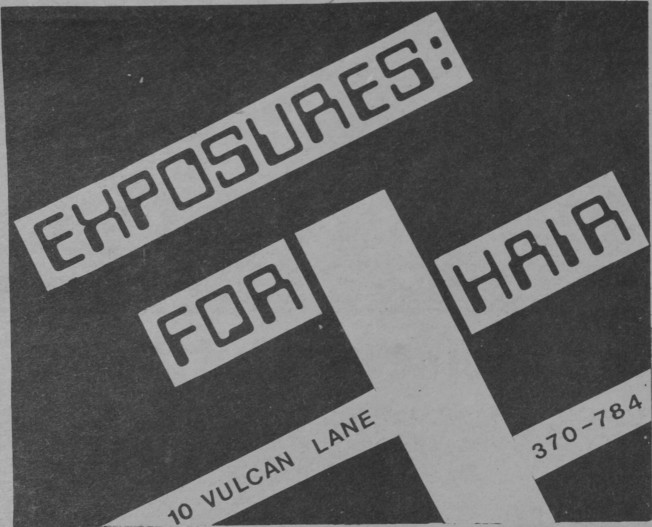 EXPOSURES:
FOR HAIR
10 VULCAN LANE
370-784